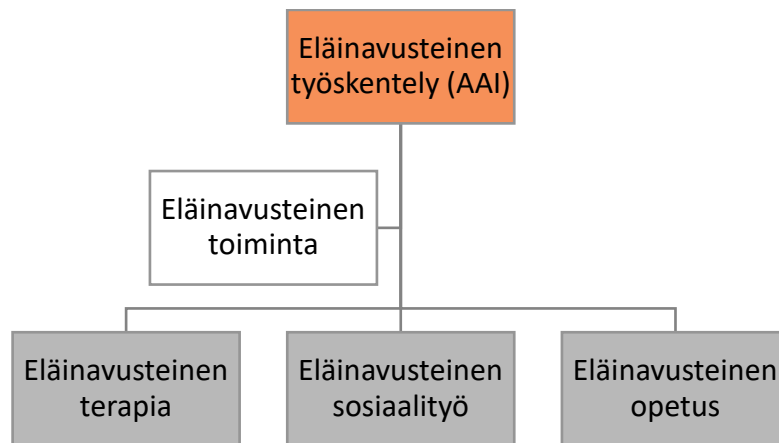 Eläinavusteinen
työskentely (AAI)
Eläinavusteinen
toiminta
Eläinavusteinen
terapia
Eläinavusteinen
sosiaalityö
Eläinavusteinen
opetus